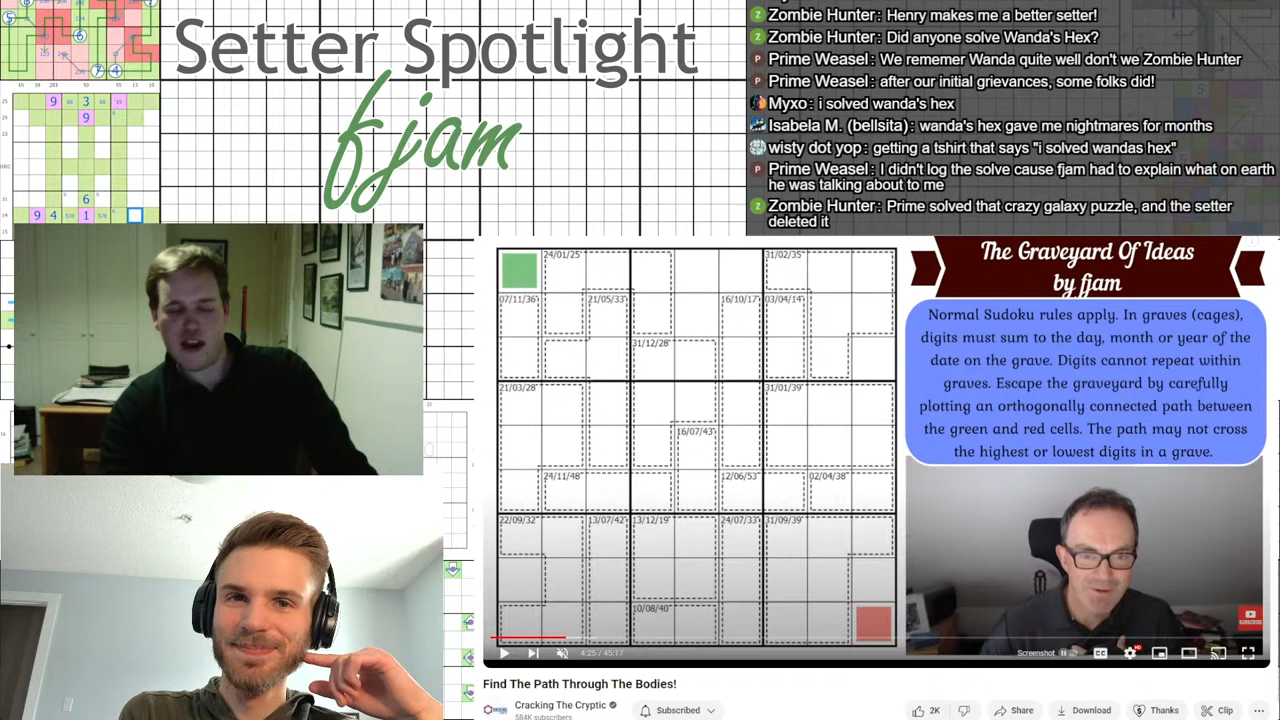 Setter Spotlight
fjam
Zombie Hunter: Henry makes me a better setter!
Zombie Hunter: Did anyone solve Wanda's Hex?
Prime Weasel: We rememer Wanda quite well don't we Zombie Hunter
Prime Weasel: after our initial grievances, some folks did!
Myxo: i solved wanda's hex
Isabela M. (bellsita): wanda's hex gave me nightmares for months
wisty dot yop: getting a tshirt that says "i solved wandas hex"
Prime Weasel: I didn't log the solve cause fjam had to explain what on earth
he was talking about to me
Zombie Hunter: Prime solved that crazy galaxy puzzle, and the setter
deleted it
24/01/25 31/02/35
07/11/36 21/05/33 16/10/17 03/04/14
31/12/28
21/03/28 31/01/39
16/07/43
24/11/48 12/06/53 02/04/38
22/09/32 13/07/42 13/12/19 24/07/33 31/09/39
10/08/40
The Graveyard Of Ideas
by fjam
Normal Sudoku rules apply. In graves (cages),
digits must sum to the day, month or year of the
date on the grave. Digits cannot repeat within
graves. Escape the graveyard by carefully
plotting an orthogonally connected path between
the green and red cells. The path may not cross
the highest or lowest digits in a grave.
SUBSCRIBE
4:25 / 45:17
Screenshot
Find The Path Through The Bodies!
Cracking The Cryptic
584K subscribers
Subscribed
2K
Share
Download
Thanks
Clip